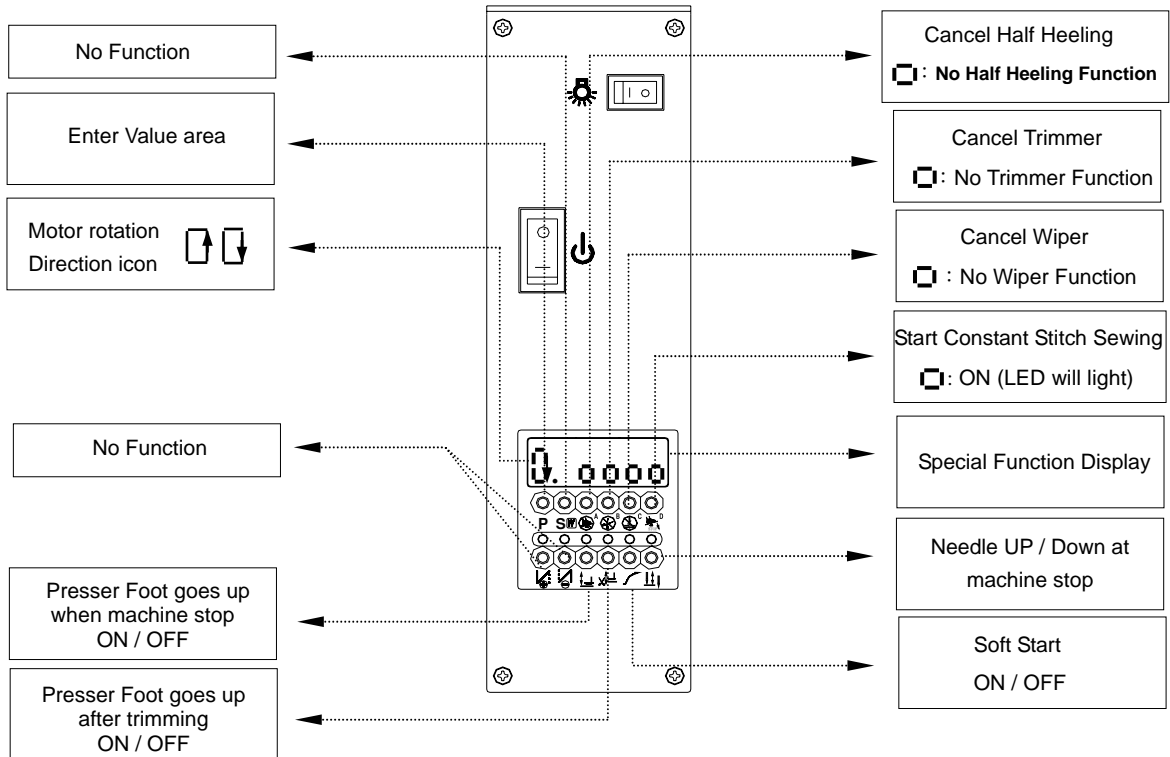 No Function
Enter Value area
Motor rotation
Direction icon
No Function
Presser Foot goes up
when machine stop
ON / OFF
Presser Foot goes up
after trimming
ON / OFF
P S W A B C D
Cancel Half Heeling
: No Half Heeling Function
Cancel Trimmer
: No Trimmer Function
Cancel Wiper
: No Wiper Function
Start Constant Stitch Sewing
: ON (LED will light)
Special Function Display
Needle UP / Down at
machine stop
Soft Start
ON / OFF